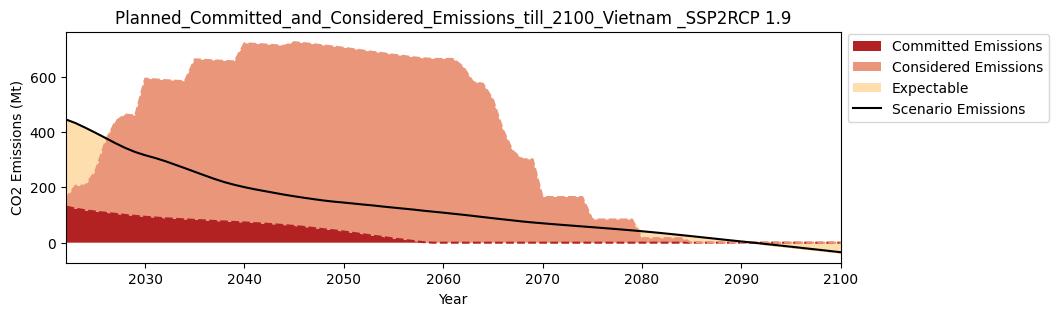 Planned_Committed_and_Considered_Emissions_till_2100_Vietnam _SSP2RCP 1.9
Committed Emissions
Considered Emissions
Expectable
Scenario Emissions
CO2 Emissions (Mt)
600
400
200
0
2030 2040 2050 2060 2070 2080 2090 2100
Year